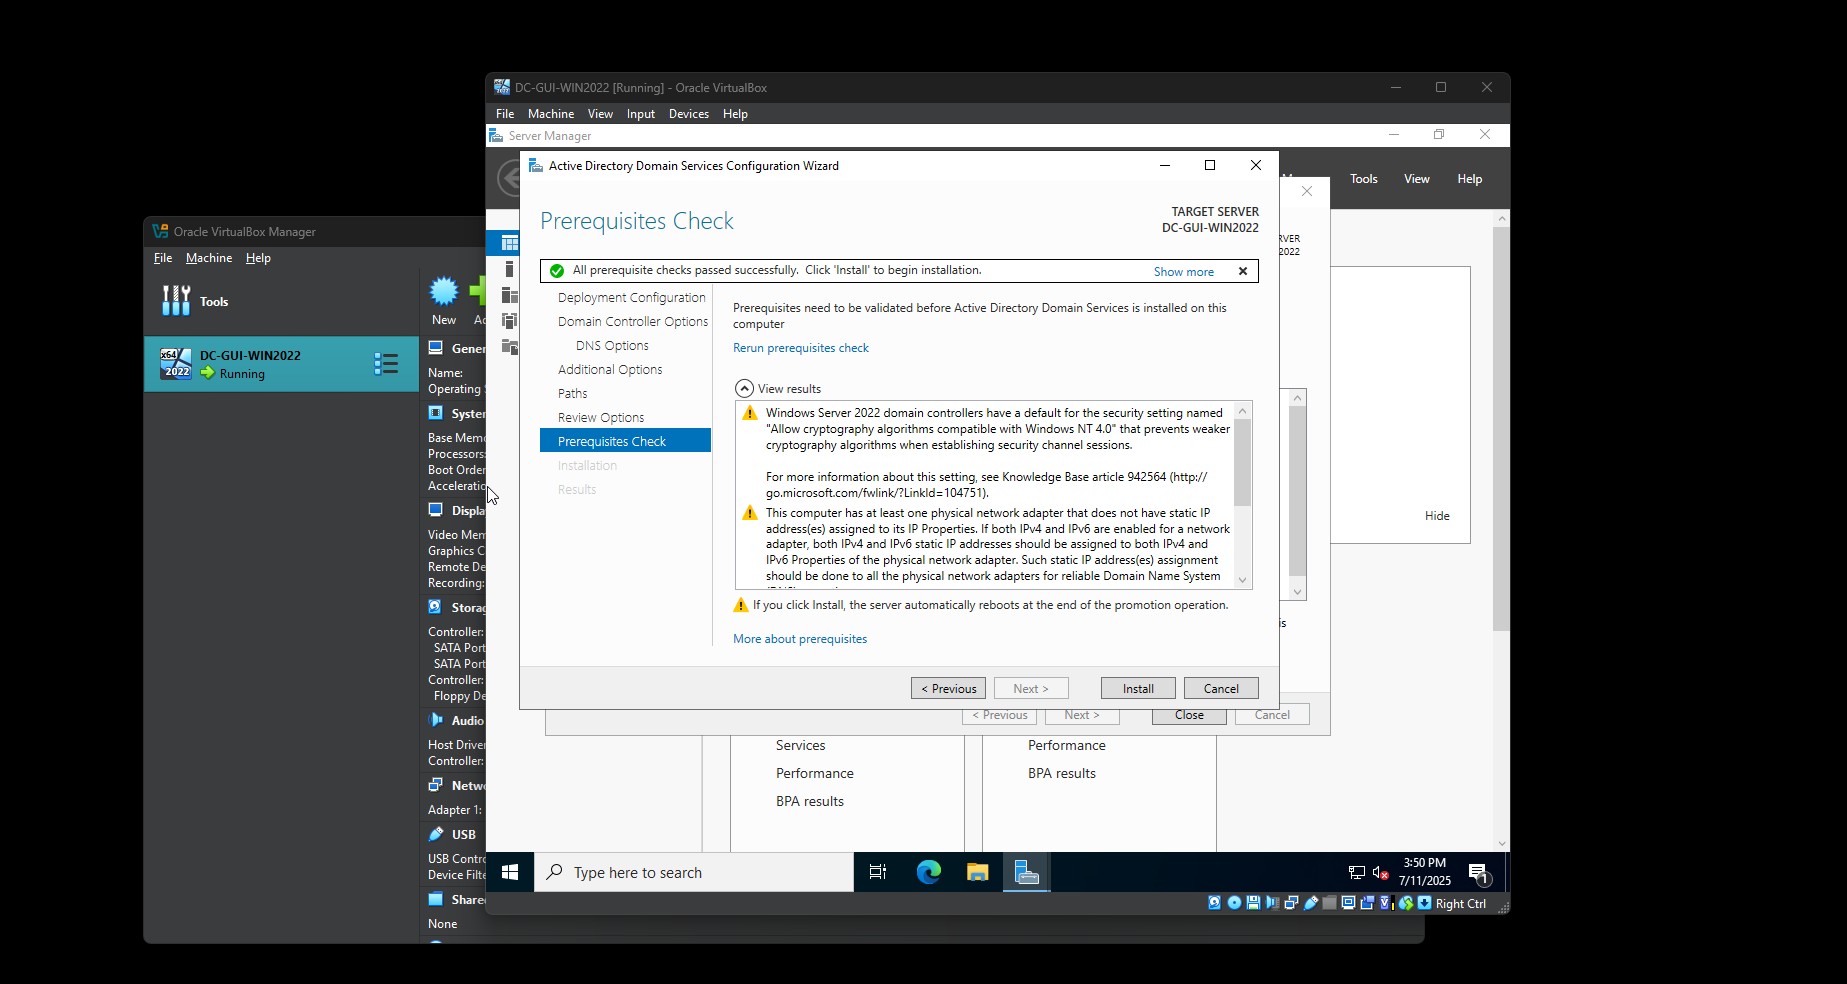 DC-GUI-WIN2022 [Running] - Oracle VirtualBox
File Machine View Input Devices Help
Server Manager
Active Directory Domain Services Configuration Wizard
Tools View Help
Prerequisites Check
TARGET SERVER
DC-GUI-WIN2022
All prerequisite checks passed successfully. Click 'Install' to begin installation.
Show more
Deployment Configuration
Domain Controller Options
DNS Options
Additional Options
Paths
Review Options
Prerequisites Check
Installation
Results
Prerequisites need to be validated before Active Directory Domain Services is installed on this
computer
Rerun prerequisites check
View results
Windows Server 2022 domain controllers have a default for the security setting named
"Allow cryptography algorithms compatible with Windows NT 4.0" that prevents weaker
cryptography algorithms when establishing security channel sessions.
For more information about this setting, see Knowledge Base article 942564 (http://
go.microsoft.com/fwlink/?LinkId=104751).
This computer has at least one physical network adapter that does not have static IP
address(es) assigned to its IP Properties. If both IPv4 and IPv6 are enabled for a network
adapter, both IPv4 and IPv6 static IP addresses should be assigned to both IPv4 and
IPv6 Properties of the physical network adapter. Such static IP address(es) assignment
should be done to all the physical network adapters for reliable Domain Name System
If you click Install, the server automatically reboots at the end of the promotion operation.
More about prerequisites
< Previous
Next >
Install
Cancel
RVER
2022
is
Hide
< Previous
Next >
Close
Cancel
Services
Performance
BPA results
Performance
BPA results
Type here to search
3:50 PM
7/11/2025
1
Right Ctrl
Oracle VirtualBox Manager
File Machine Help
Tools
New
Ad
x64
2022
DC-GUI-WIN2022
Running
Gener
Name:
Operating
System
Base Memo
Processors:
Boot Order
Acceleratio
Displa
Video Mem
Graphics C
Remote De
Recording:
Storag
Controller:
SATA Port
SATA Port
Controller:
Floppy De
Audio
Host Driver
Controller:
Netwo
Adapter 1:
USB
USB Contro
Device Filte
Share
None